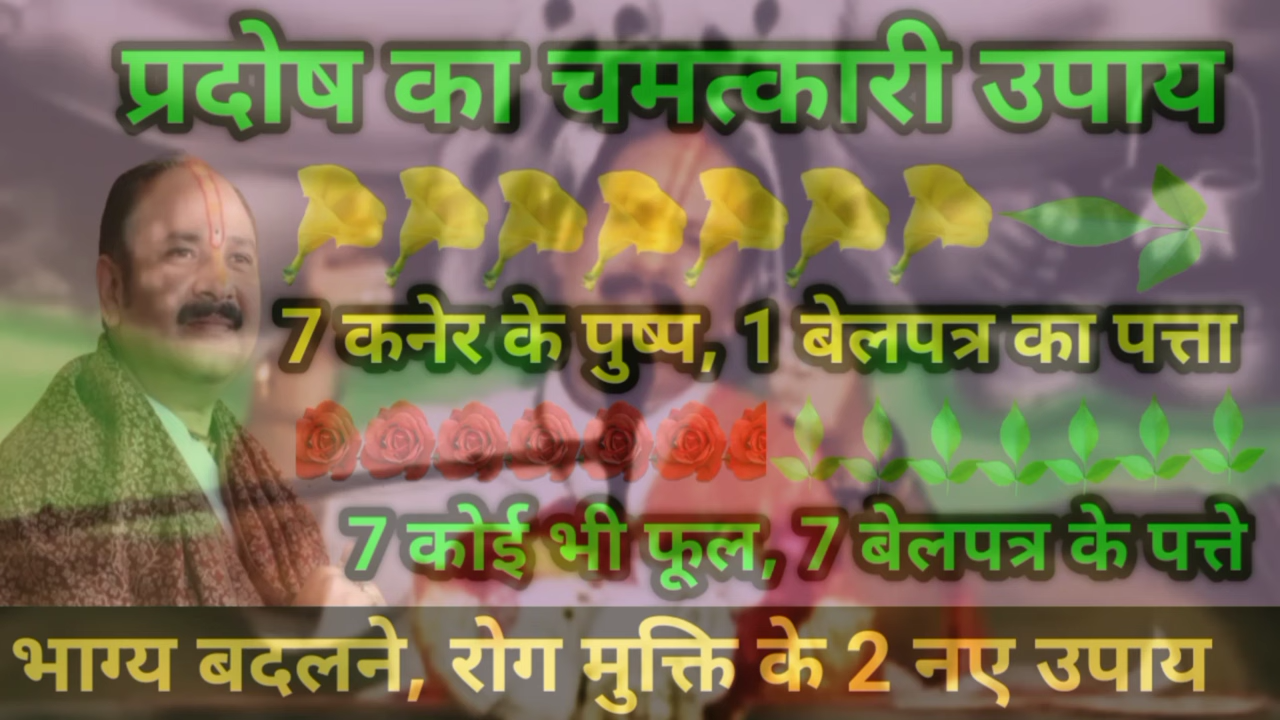 प्रदोष का चमत्कारी उपाय
7 कनेर के पुष्प, 1 बेलपत्र का पत्ता
7 कोई भी फूल, 7 बेलपत्र के पत्ते
भाग्य बदलने, रोग मुक्ति के 2 नए उपाय